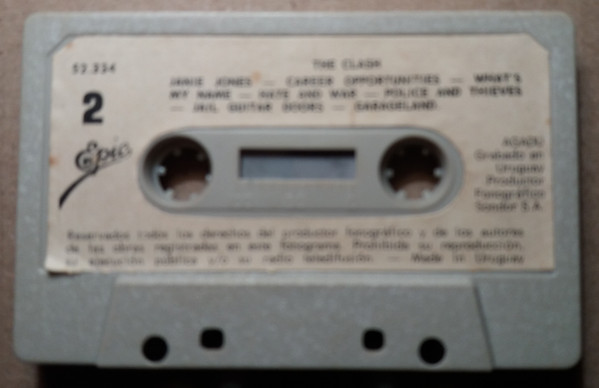 52.334
THE CLASH
JANIE JONES — CAREER OPPORTUNITIES — WHAT'S
MY NAME — HATE AND WAR — POLICE AND THIEVES
— JAIL GUITAR DOORS — GARAGELAND
2
Epic
AGADU
Grabado en
Uruguay
Productor
Fonográfico
Sondor S.A.
Reservados todos los derechos del productor fonográfico y de los autores
de las obras registradas en este fonograma. Prohibida su reproducción,
su ejecución pública y/o su radio teledifusión. — Made in Uruguay